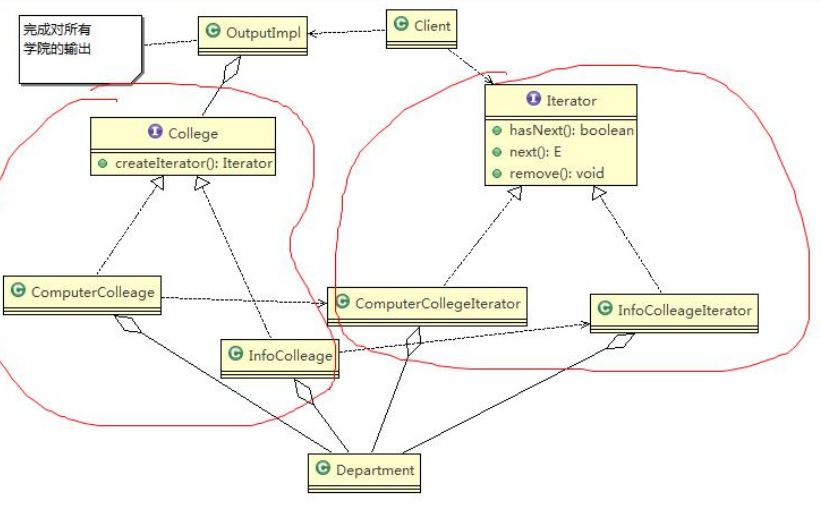 完成对所有
学院的输出
C OutputImpl
C Client
I College
createIterator(): Iterator
I Iterator
hasNext(): boolean
next(): E
remove(): void
C ComputerColleage
C ComputerCollegeIterator
C InfoColleageIterator
C InfoColleage
C Department